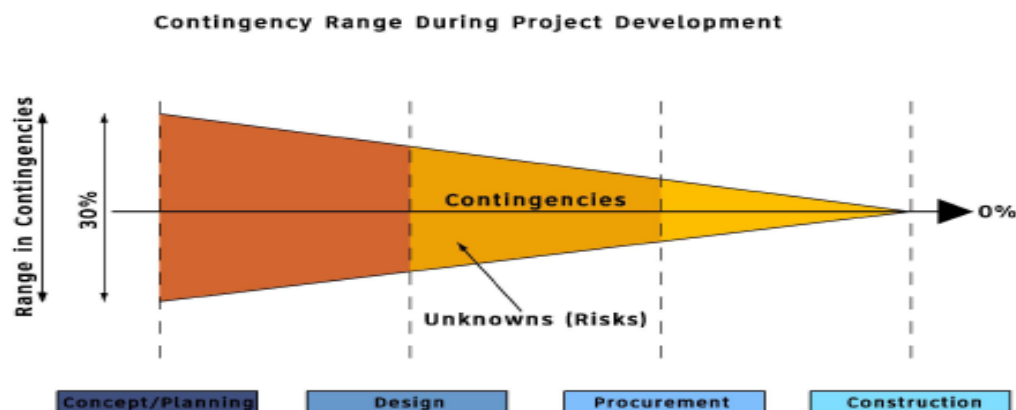 Contingency Range During Project Development
Range in Contingencies
30%
Contingencies
0%
Unknowns (Risks)
Concept/Planning
Design
Procurement
Construction